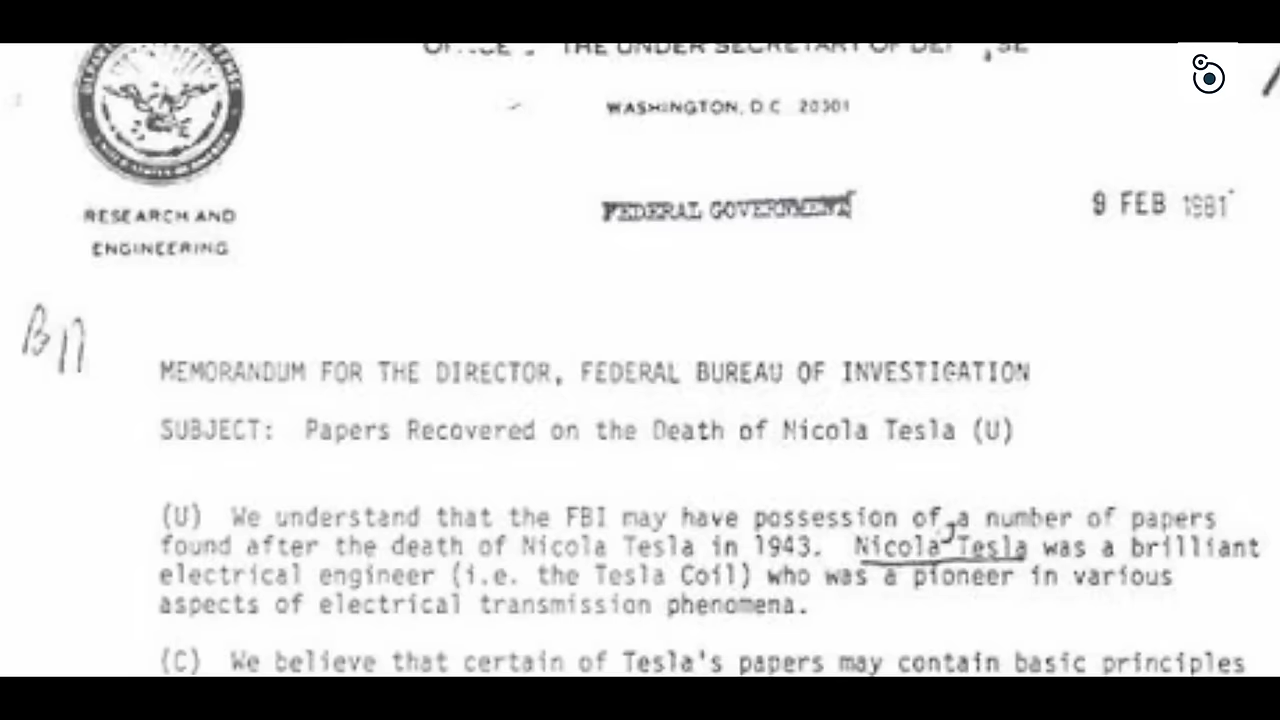 THE UNDER SECRETARY OF
WASHINGTON, D.C. 20301
RESEARCH AND
ENGINEERING
FEDERAL GOVERNMENT
9 FEB 1981
MEMORANDUM FOR THE DIRECTOR, FEDERAL BUREAU OF INVESTIGATION
SUBJECT: Papers Recovered on the Death of Nicola Tesla (U)
(U) We understand that the FBI may have possession of a number of papers
found after the death of Nicola Tesla in 1943. Nicola Tesla was a brilliant
electrical engineer (i.e. the Tesla Coil) who was a pioneer in various
aspects of electrical transmission phenomena.
(C) We believe that certain of Tesla's papers may contain basic principles